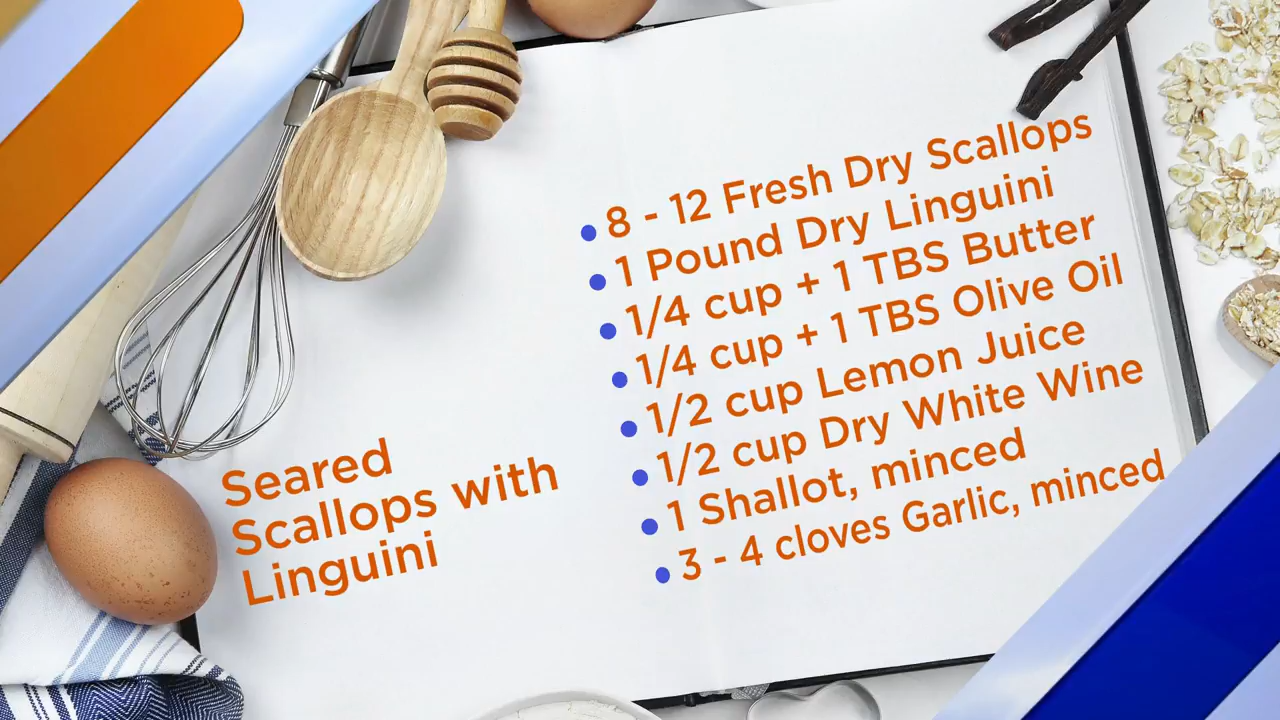 Seared
Scallops with
Linguini
8 - 12 Fresh Dry Scallops
1 Pound Dry Linguini
1/4 cup + 1 TBS Butter
1/4 cup + 1 TBS Olive Oil
1/2 cup Lemon Juice
1/2 cup Dry White Wine
1 Shallot, minced
3 - 4 cloves Garlic, minced